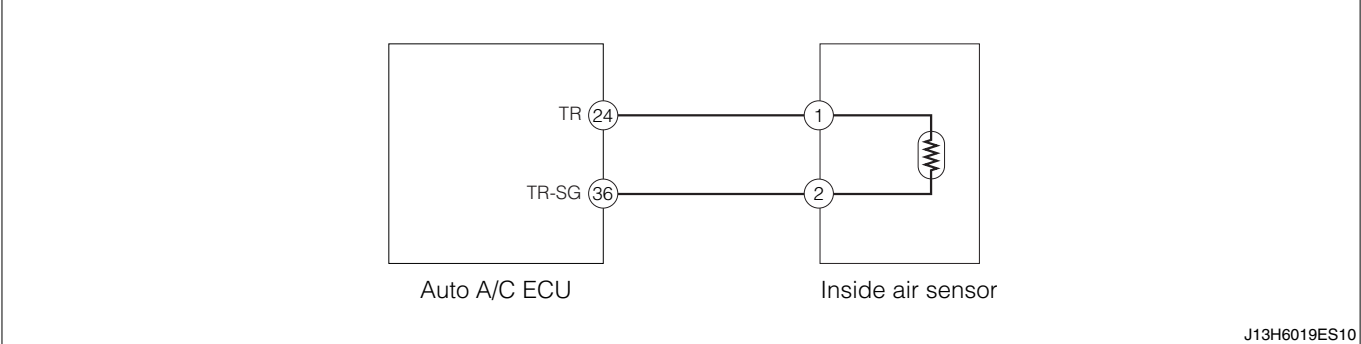 TR 24 1
TR-SG 36 2
Auto A/C ECU Inside air sensor
J13H6019ES10